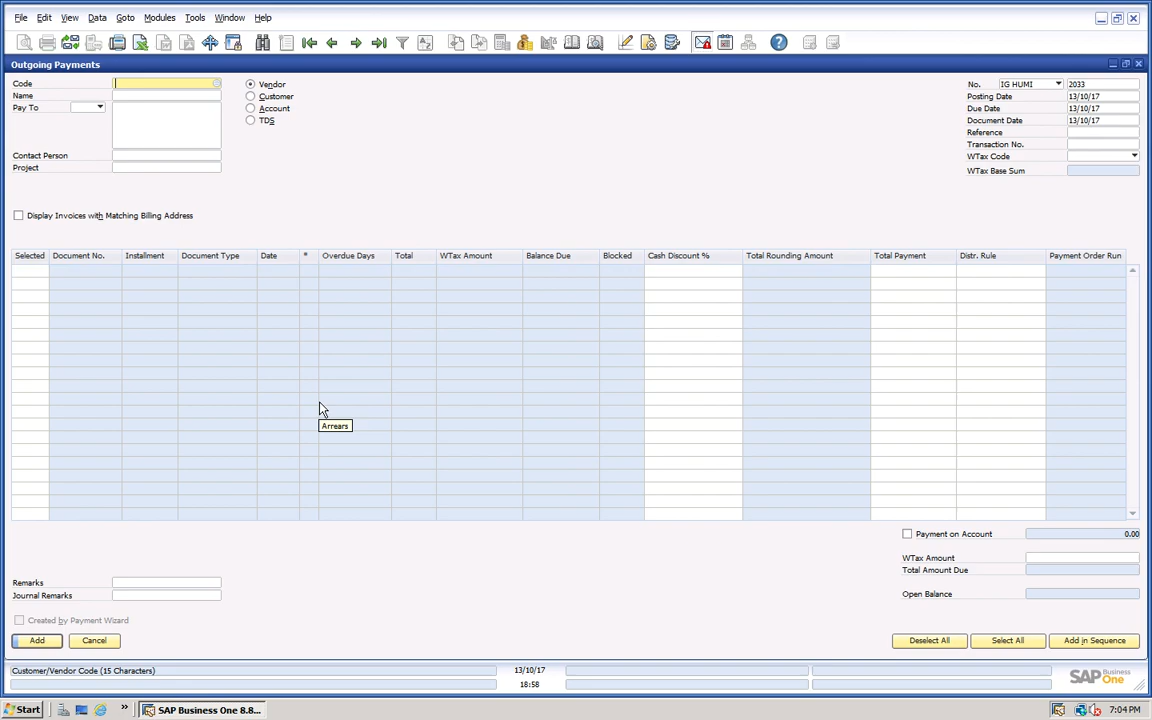 File Edit View Data Goto Modules Tools Window Help
Outgoing Payments
Code
Name
Pay To
Contact Person
Project
Vendor
Customer
Account
TDS
No. IG HUMI 2033
Posting Date 13/10/17
Due Date 13/10/17
Document Date 13/10/17
Reference
Transaction No.
WTax Code
WTax Base Sum
Display Invoices with Matching Billing Address
Selected Document No. Installment Document Type Date * Overdue Days Total WTax Amount Balance Due Blocked Cash Discount % Total Rounding Amount Total Payment Distr. Rule Payment Order Run
Arrears
Payment on Account 0.00
WTax Amount
Total Amount Due
Open Balance
Remarks
Journal Remarks
Created by Payment Wizard
Add Cancel Deselect All Select All Add in Sequence
Customer/Vendor Code (15 Characters) 13/10/17
18:58
SAP Business One
Start SAP Business One 8.8... 7:04 PM